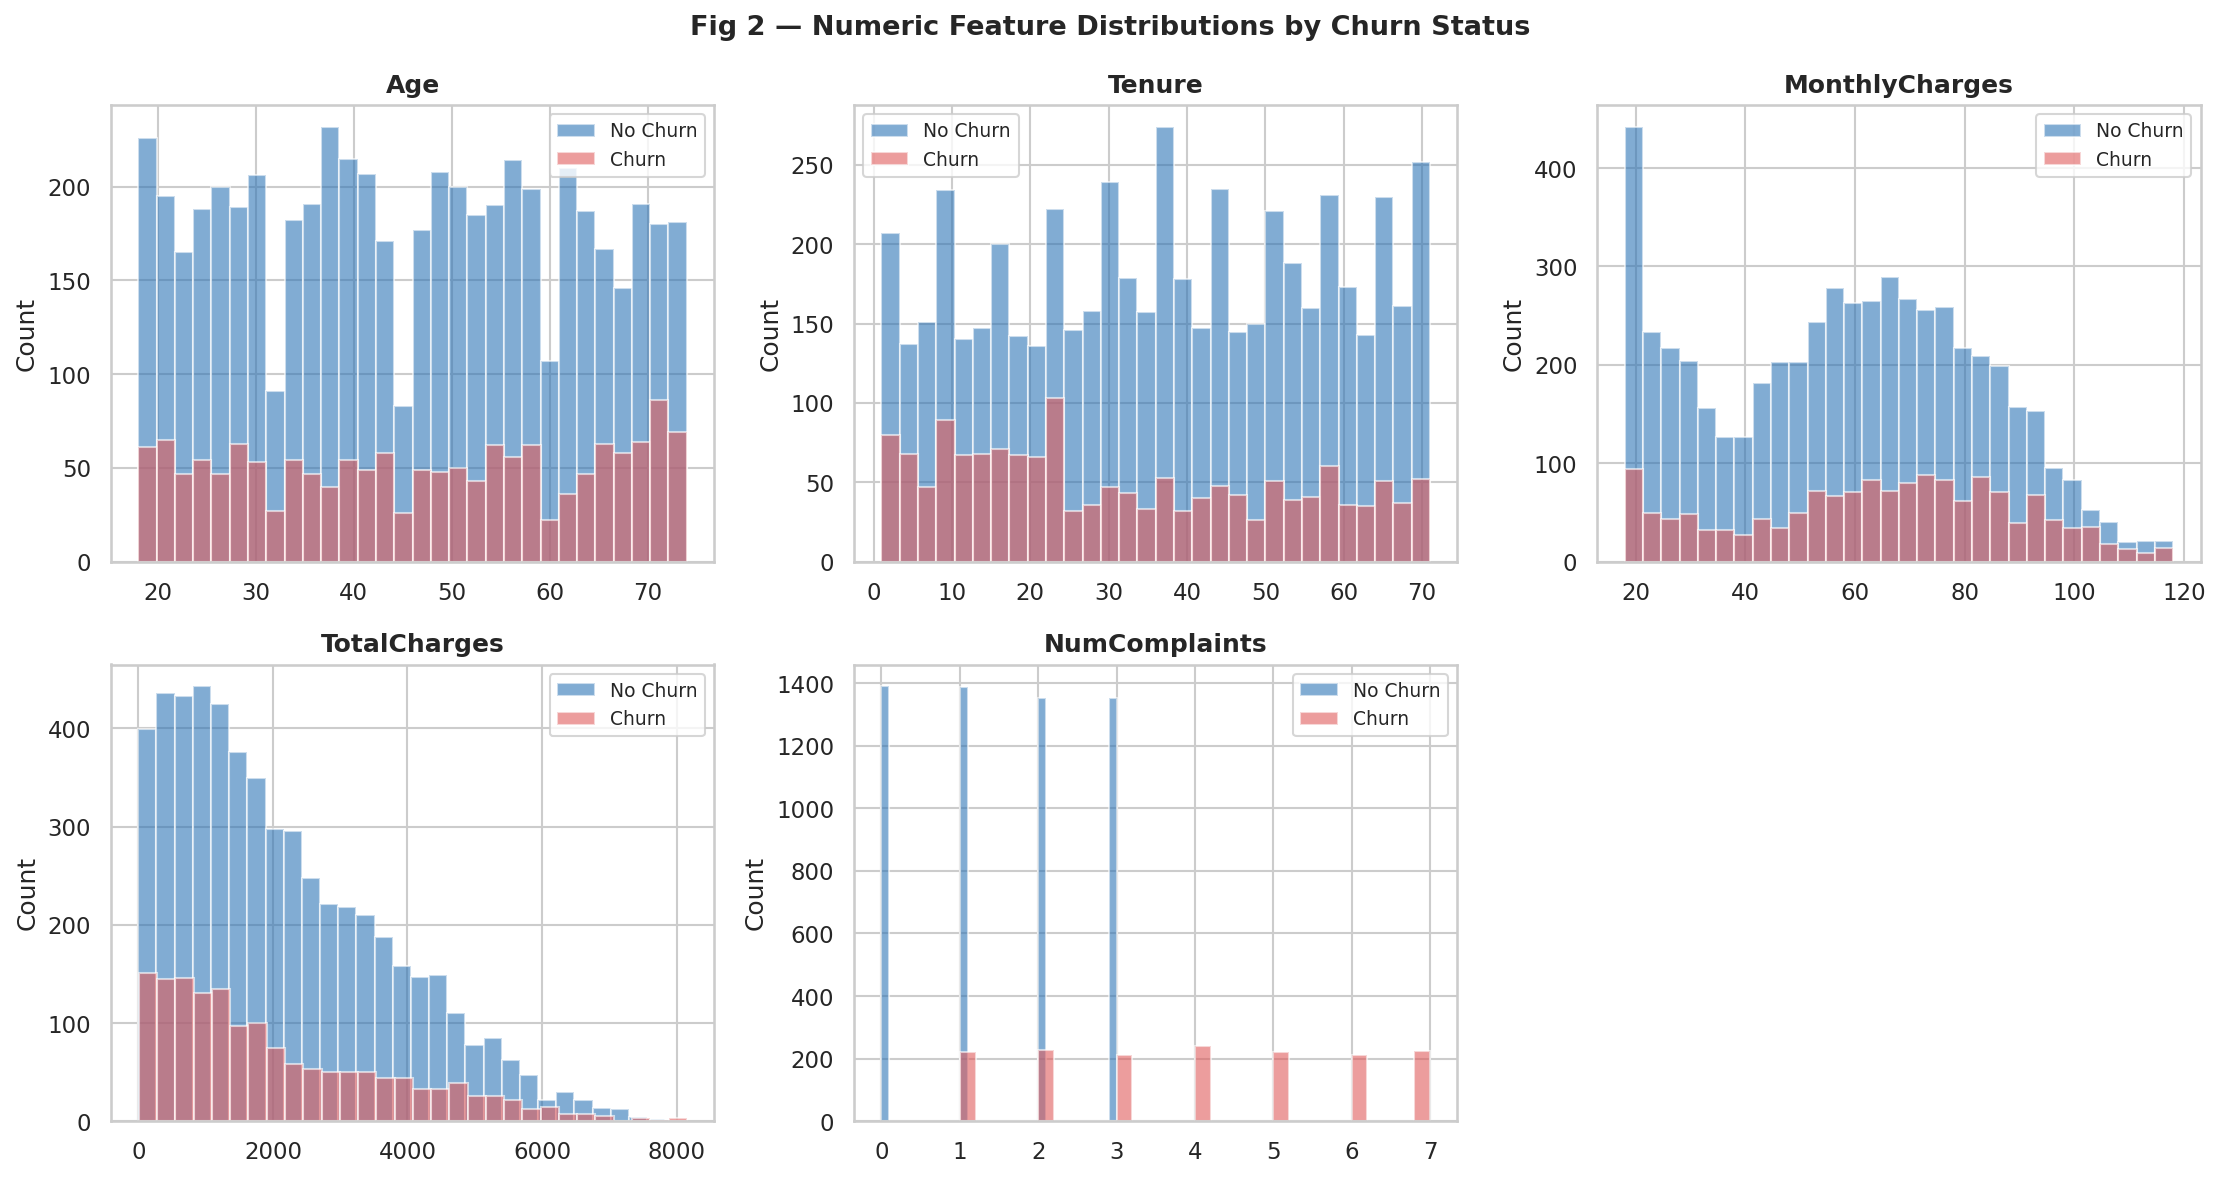 Fig 2 — Numeric Feature Distributions by Churn Status
Age
Count
200
150
100
50
0
20 30 40 50 60 70
No Churn
Churn
Tenure
Count
250
200
150
100
50
0
0 10 20 30 40 50 60 70
No Churn
Churn
MonthlyCharges
Count
400
300
200
100
0
20 40 60 80 100 120
No Churn
Churn
TotalCharges
Count
400
300
200
100
0
0 2000 4000 6000 8000
No Churn
Churn
NumComplaints
Count
1400
1200
1000
800
600
400
200
0
0 1 2 3 4 5 6 7
No Churn
Churn